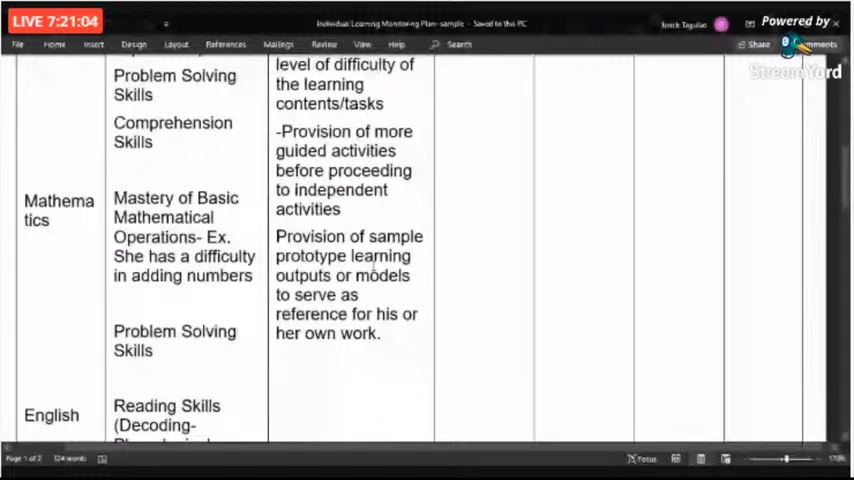 LIVE 7:21:04
Individual Learning Monitoring Plan- sample - Saved to this PC
Powered by
StreamYard
File Home Insert Design Layout References Mailings Review View Help Search
Share
Problem Solving
Skills
Comprehension
Skills
Mathema
tics
Mastery of Basic
Mathematical
Operations- Ex.
She has a difficulty
in adding numbers
Problem Solving
Skills
English
Reading Skills
(Decoding-
level of difficulty of
the learning
contents/tasks
-Provision of more
guided activities
before proceeding
to independent
activities
Provision of sample
prototype learning
outputs or models
to serve as
reference for his or
her own work.
Page 1 of 2
Focus